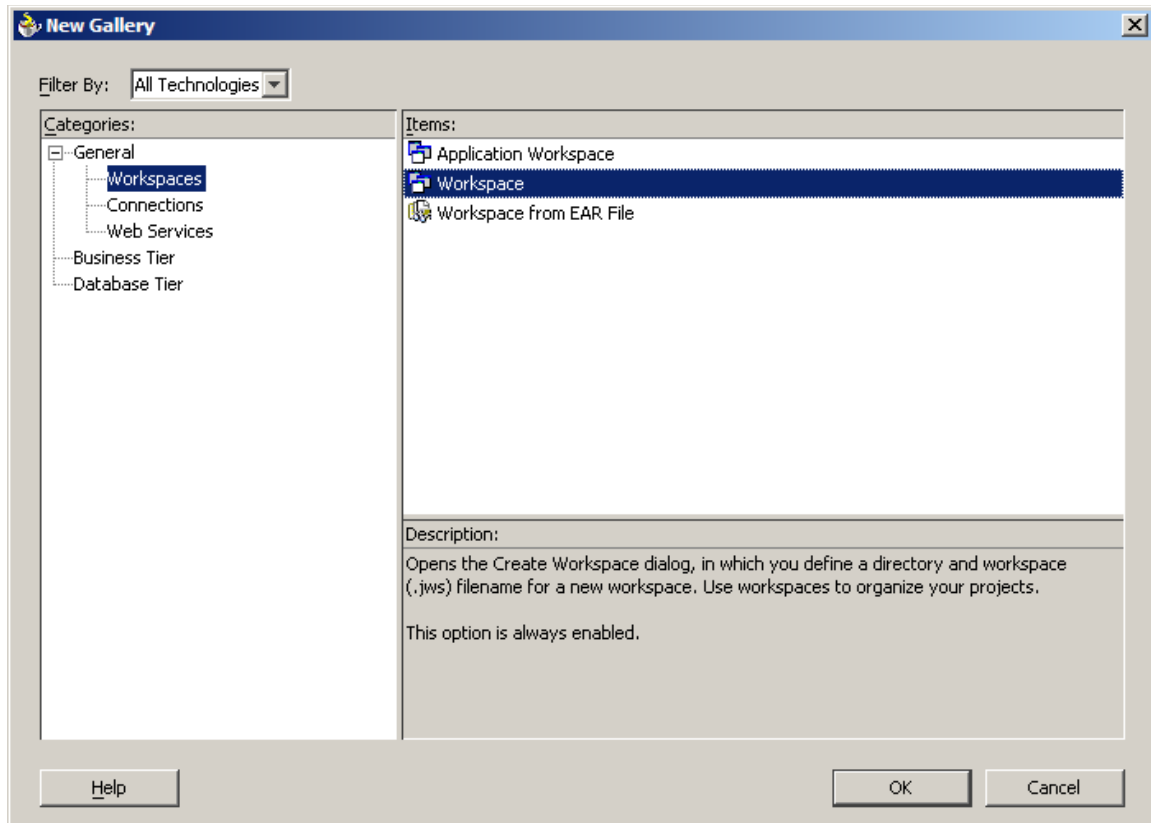 New Gallery
Filter By: All Technologies
Categories:
General
Workspaces
Connections
Web Services
Business Tier
Database Tier
Items:
Application Workspace
Workspace
Workspace from EAR File
Description:
Opens the Create Workspace dialog, in which you define a directory and workspace
(.jws) filename for a new workspace. Use workspaces to organize your projects.
This option is always enabled.
Help
OK
Cancel